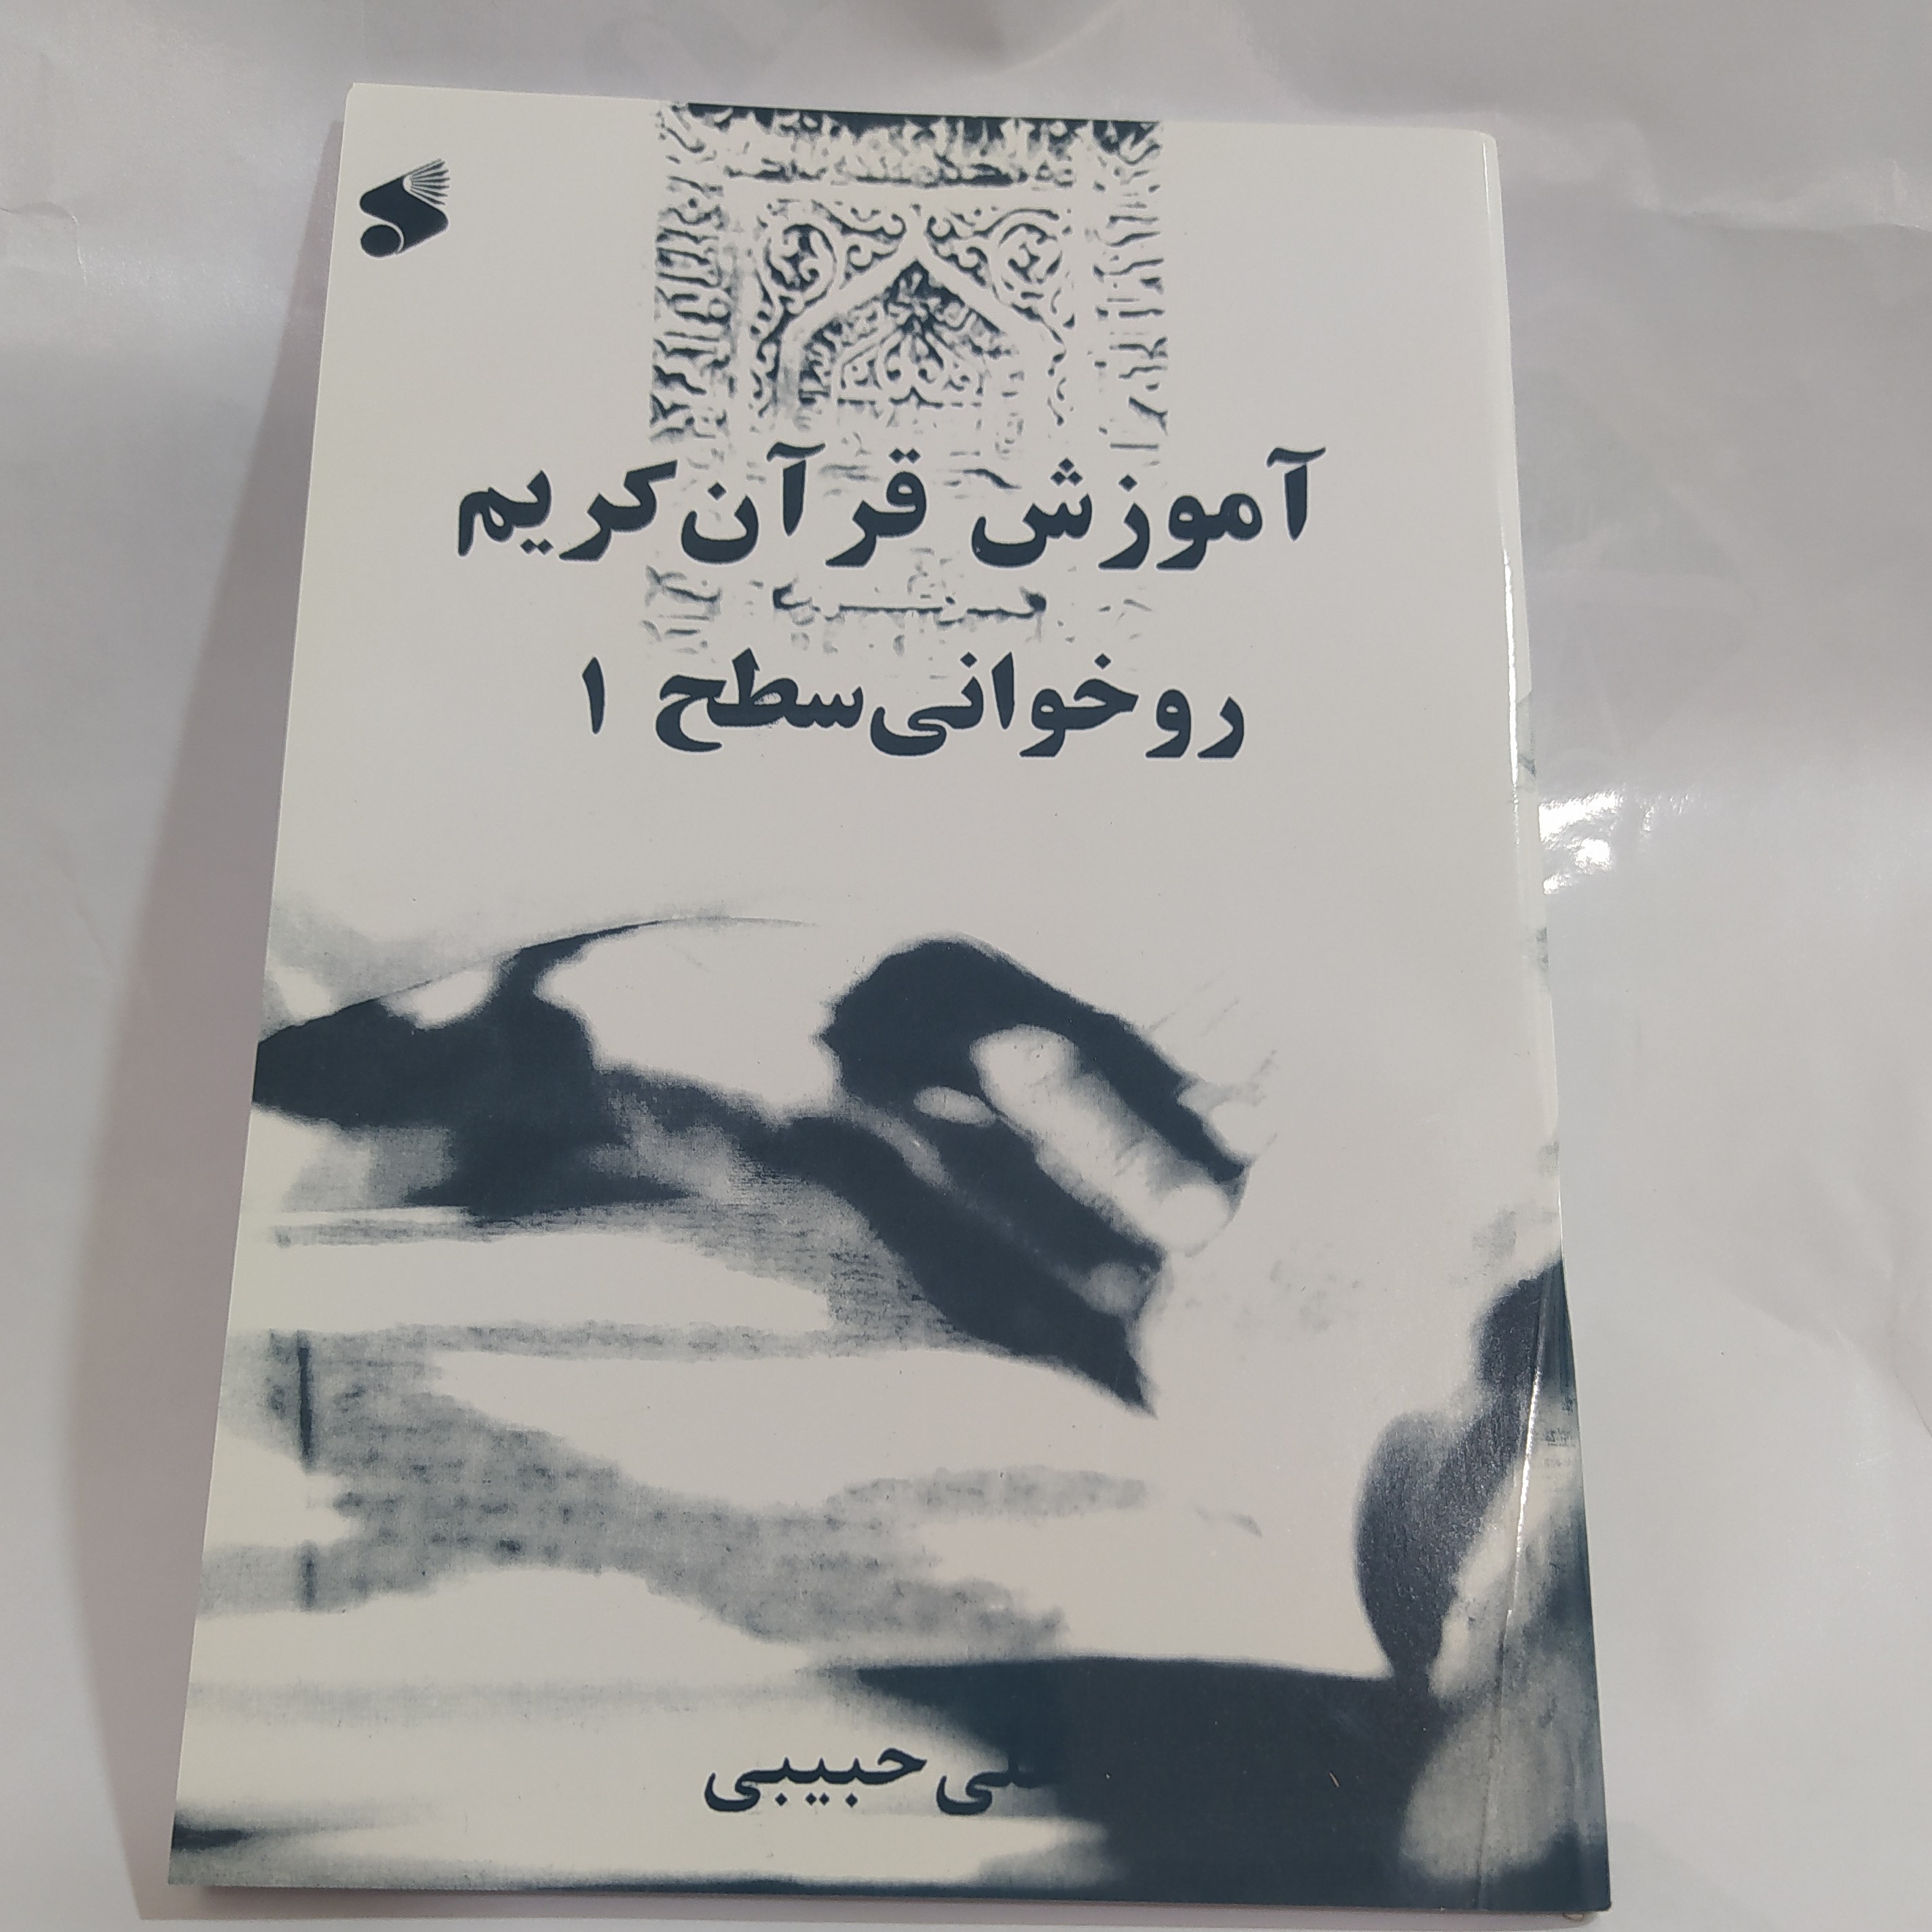 آموزش قرآن کریم
روخوانی سطح ۱
حبیبی